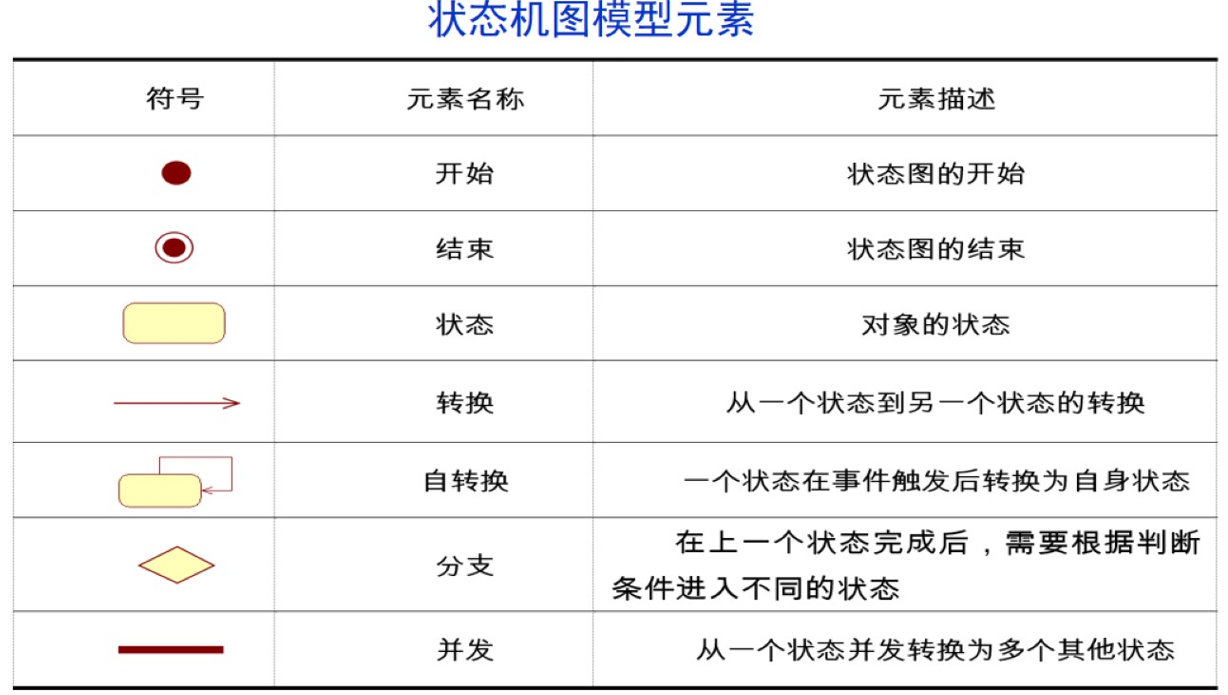 状态机图模型元素
符号 元素名称 元素描述
开始 状态图的开始
结束 状态图的结束
状态 对象的状态
转换 从一个状态到另一个状态的转换
自转换 一个状态在事件触发后转换为自身状态
分支 在上一个状态完成后，需要根据判断
条件进入不同的状态
并发 从一个状态并发转换为多个其他状态